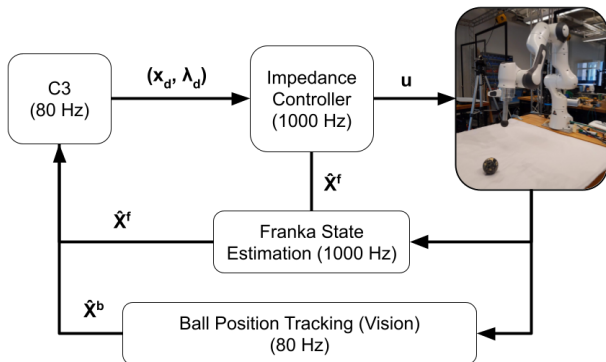 C3
(80 Hz)
(x_d, λ_d)
Impedance
Controller
(1000 Hz)
u
X̂ᶠ
X̂ᶠ
Franka State
Estimation (1000 Hz)
X̂ᵇ
Ball Position Tracking (Vision)
(80 Hz)